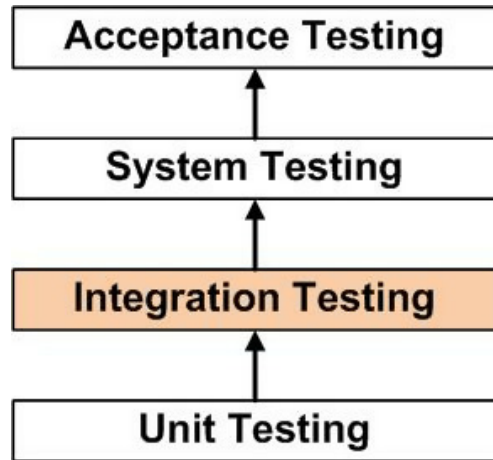 Acceptance Testing
System Testing
Integration Testing
Unit Testing